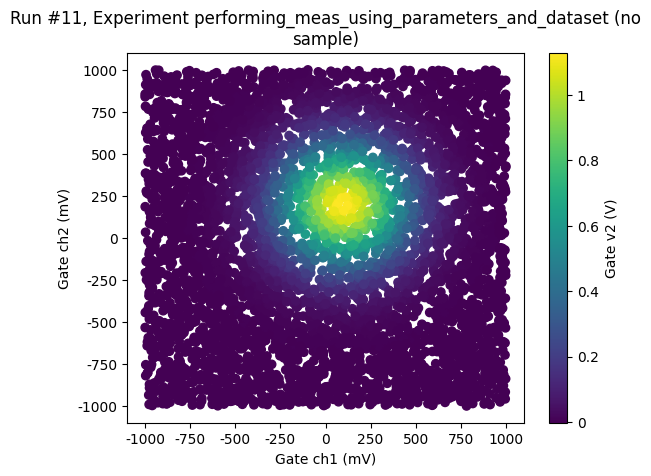 Run #11, Experiment performing_meas_using_parameters_and_dataset (no
sample)
1000
750
500
250
0
-250
-500
-750
-1000
Gate ch2 (mV)
-1000 -750 -500 -250 0 250 500 750 1000
Gate ch1 (mV)
1
0.8
0.6
0.4
0.2
0
Gate v2 (V)